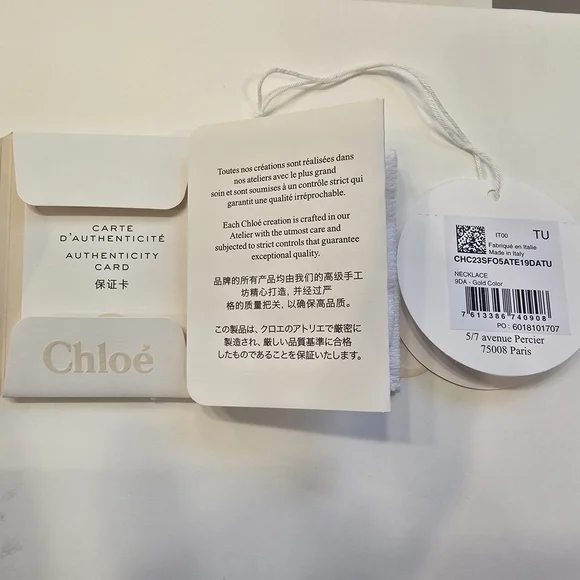 CARTE
D'AUTHENTICITÉ
AUTHENTICITY
CARD
保证卡
Chloé
Toutes nos créations sont réalisées dans
nos ateliers avec le plus grand
soin et sont soumises à un contrôle strict qui
garantit une qualité irréprochable.
Each Chloé creation is crafted in our
Atelier with the utmost care and
subjected to strict controls that guarantee
exceptional quality.
品牌的所有产品均由我们的高级手工
坊精心打造，并经过严
格的质量把关，以确保高品质。
この製品は、クロエのアトリエで厳密に
製造され、厳しい品質基準に合格
したものであることを保証いたします。
IT00 TU
Fabriqué en Italie
Made in Italy
CHC23SFO5ATE19DATU
NECKLACE
9DA - Gold Color
7613386740908
PO : 6018101707
5/7 avenue Percier
75008 Paris